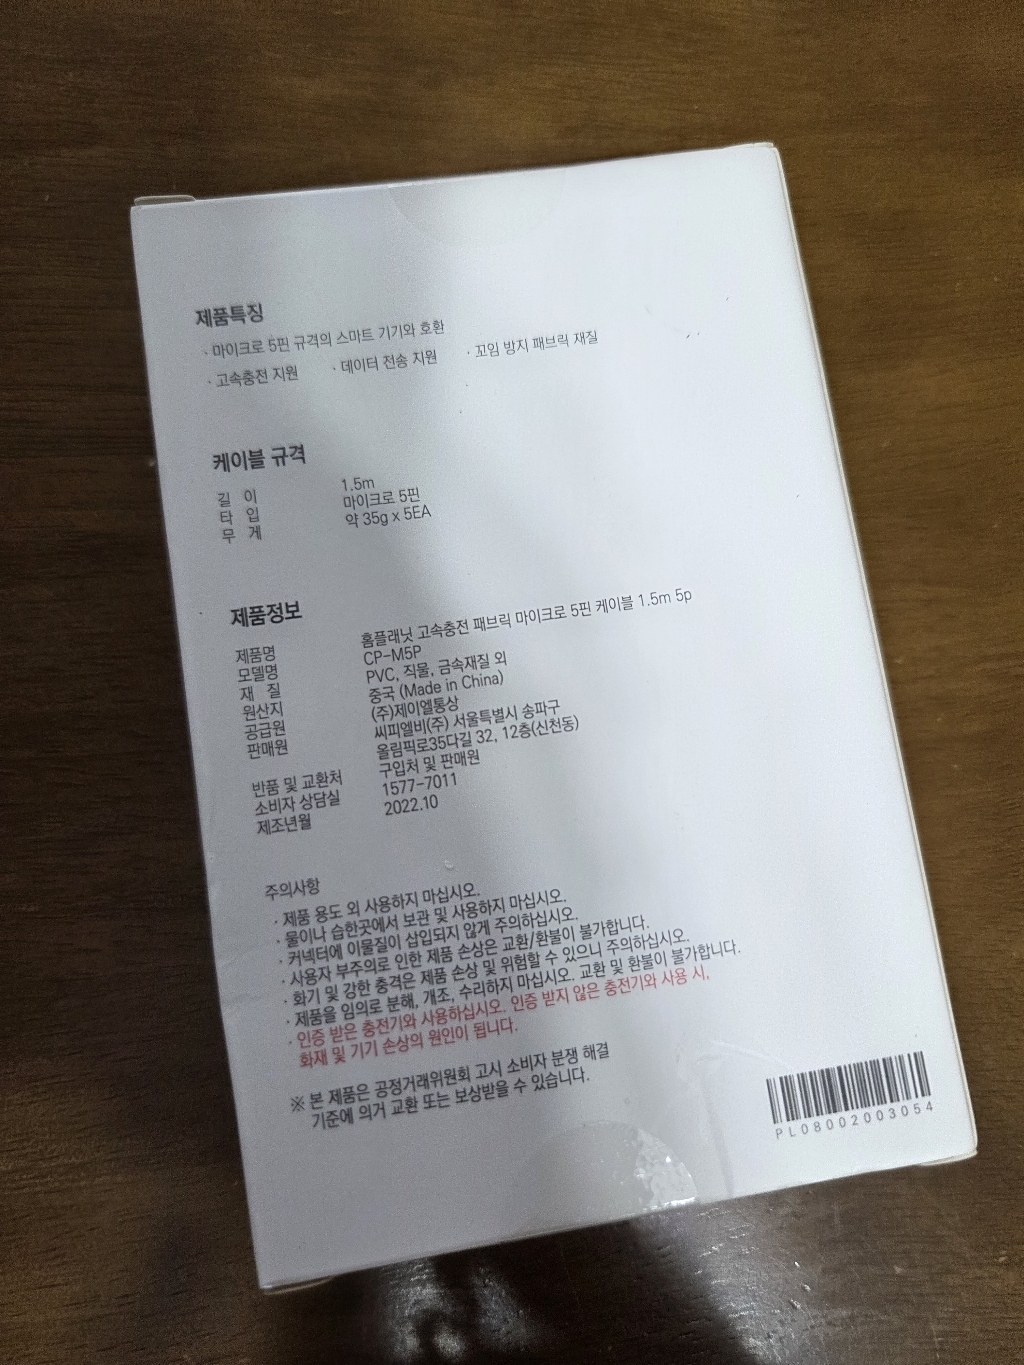 제품특징
· 마이크로 5핀 규격의 스마트 기기와 호환
· 고속충전 지원 · 데이터 전송 지원 · 꼬임 방지 패브릭 재질
케이블 규격
길 이 1.5m
타 입 마이크로 5핀
무 게 약 35g x 5EA
제품정보
제품명 홈플래닛 고속충전 패브릭 마이크로 5핀 케이블 1.5m 5p
모델명 CP-M5P
재 질 PVC, 직물, 금속재질 외
원산지 중국 (Made in China)
공급원 (주)제이엘통상
판매원 씨피엘비(주) 서울특별시 송파구
올림픽로35다길 32, 12층(신천동)
반품 및 교환처 구입처 및 판매원
소비자 상담실 1577-7011
제조년월 2022.10
주의사항
· 제품 용도 외 사용하지 마십시오.
· 물이나 습한곳에서 보관 및 사용하지 마십시오.
· 커넥터에 이물질이 삽입되지 않게 주의하십시오.
· 사용자 부주의로 인한 제품 손상은 교환/환불이 불가합니다.
· 화기 및 강한 충격은 제품 손상 및 위험할 수 있으니 주의하십시오.
· 제품을 임의로 분해, 개조, 수리하지 마십시오. 교환 및 환불이 불가합니다.
· 인증 받은 충전기와 사용하십시오. 인증 받지 않은 충전기와 사용 시,
화재 및 기기 손상의 원인이 됩니다.
※ 본 제품은 공정거래위원회 고시 소비자 분쟁 해결
기준에 의거 교환 또는 보상받을 수 있습니다.
PL08002003054